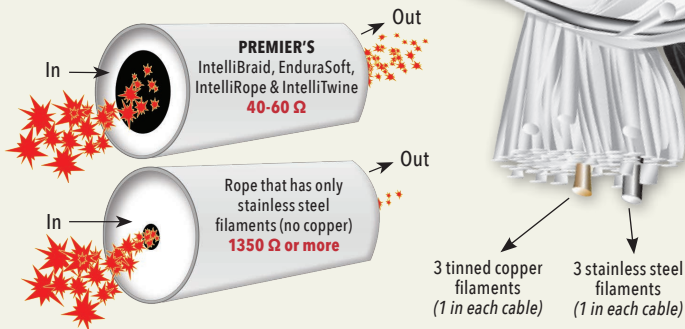 Out
PREMIER'S
IntelliBraid, EnduraSoft,
IntelliRope & IntelliTwine
40-60 Ω
In
Out
Rope that has only
stainless steel
filaments (no copper)
1350 Ω or more
In
3 tinned copper
filaments
(1 in each cable)
3 stainless steel
filaments
(1 in each cable)